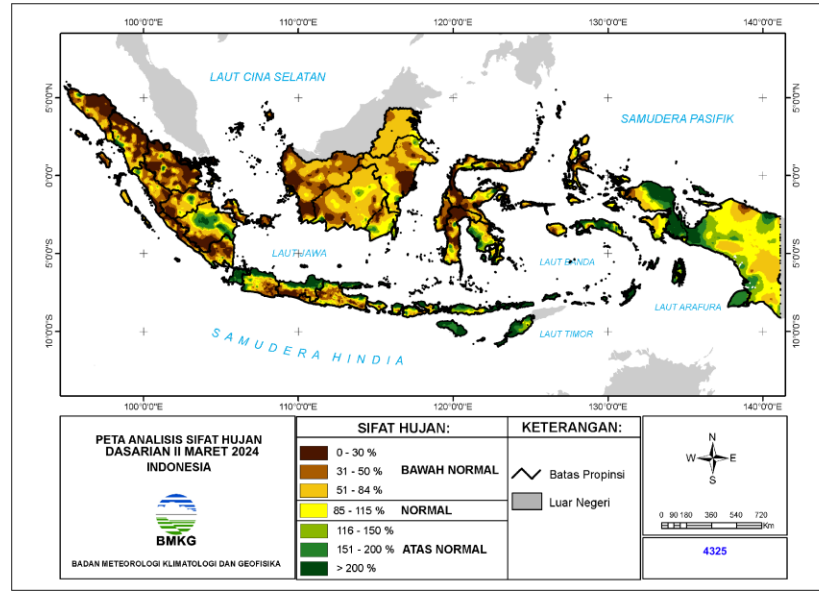 100°0'0"E 110°0'0"E 120°0'0"E 130°0'0"E 140°0'0"E
LAUT CINA SELATAN
SAMUDERA PASIFIK
5°0'0"N 5°0'0"N
0°0'0" 0°0'0"
LAUT JAWA
LAUT BANDA
5°0'0"S 5°0'0"S
LAUT ARAFURA
LAUT TIMOR
10°0'0"S 10°0'0"S
SAMUDERA HINDIA
100°0'0"E 110°0'0"E 120°0'0"E 130°0'0"E 140°0'0"E
PETA ANALISIS SIFAT HUJAN
DASARIAN II MARET 2024
INDONESIA
BMKG
BADAN METEOROLOGI KLIMATOLOGI DAN GEOFISIKA
SIFAT HUJAN:
0 - 30 %
31 - 50 % BAWAH NORMAL
51 - 84 %
85 - 115 % NORMAL
116 - 150 %
151 - 200 % ATAS NORMAL
> 200 %
KETERANGAN:
Batas Propinsi
Luar Negeri
N
W E
S
0 90 180 360 540 720
Km
4325